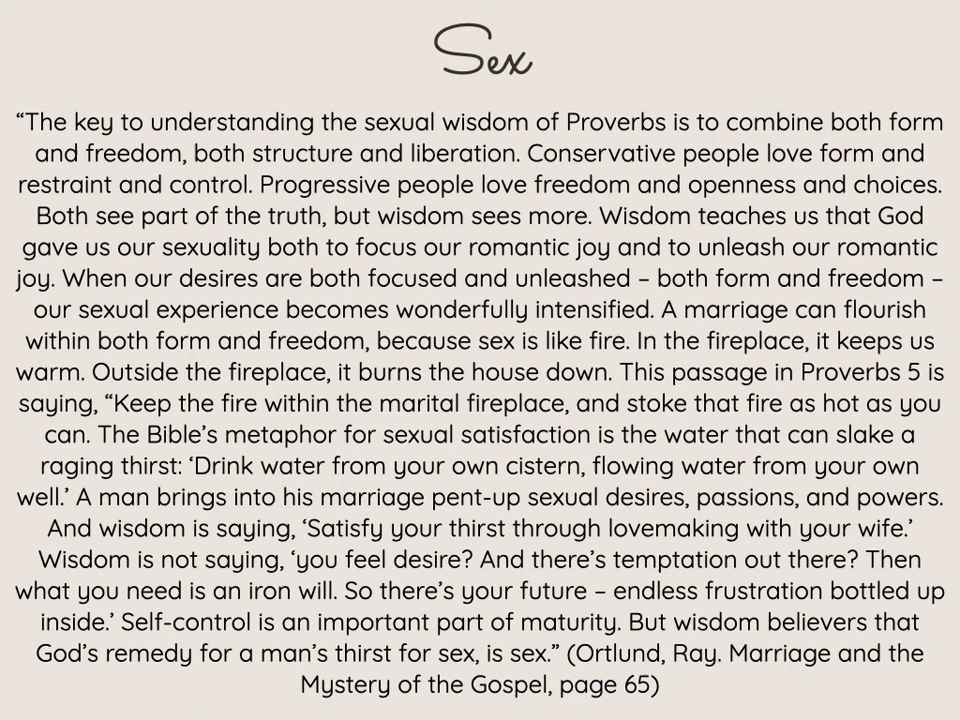 Sex
“The key to understanding the sexual wisdom of Proverbs is to combine both form
and freedom, both structure and liberation. Conservative people love form and
restraint and control. Progressive people love freedom and openness and choices.
Both see part of the truth, but wisdom sees more. Wisdom teaches us that God
gave us our sexuality both to focus our romantic joy and to unleash our romantic
joy. When our desires are both focused and unleashed – both form and freedom –
our sexual experience becomes wonderfully intensified. A marriage can flourish
within both form and freedom, because sex is like fire. In the fireplace, it keeps us
warm. Outside the fireplace, it burns the house down. This passage in Proverbs 5 is
saying, “Keep the fire within the marital fireplace, and stoke that fire as hot as you
can. The Bible’s metaphor for sexual satisfaction is the water that can slake a
raging thirst: ‘Drink water from your own cistern, flowing water from your own
well.’ A man brings into his marriage pent-up sexual desires, passions, and powers.
And wisdom is saying, ‘Satisfy your thirst through lovemaking with your wife.’
Wisdom is not saying, ‘you feel desire? And there’s temptation out there? Then
what you need is an iron will. So there’s your future – endless frustration bottled up
inside.’ Self-control is an important part of maturity. But wisdom believers that
God’s remedy for a man’s thirst for sex, is sex.” (Ortlund, Ray. Marriage and the
Mystery of the Gospel, page 65)